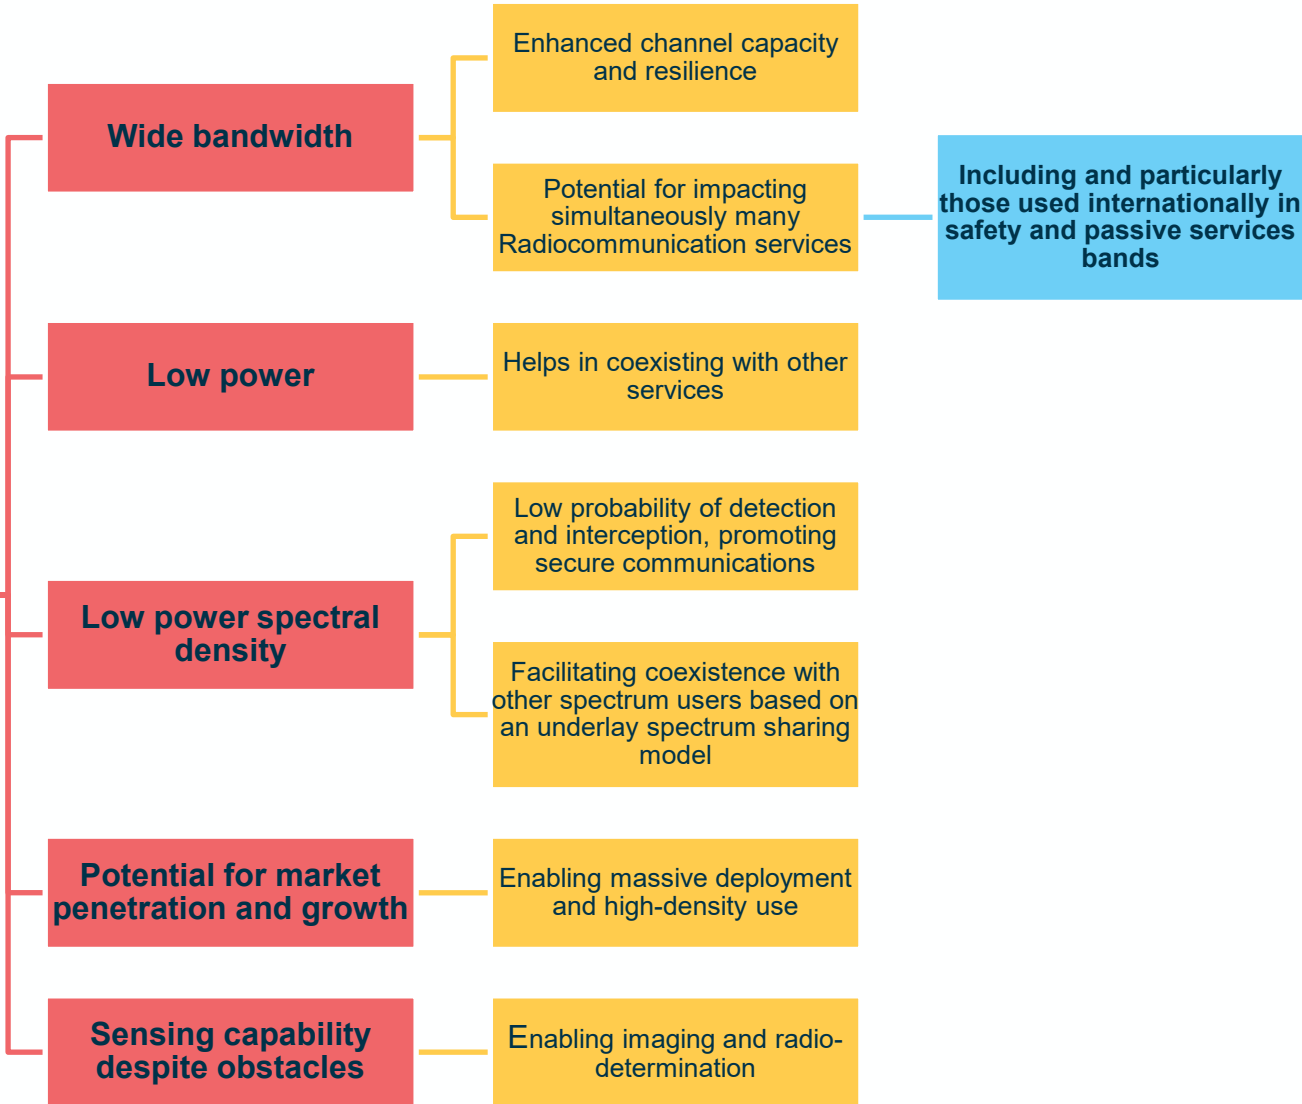 Enhanced channel capacity
and resilience
Wide bandwidth
Potential for impacting
simultaneously many
Radiocommunication services
Including and particularly
those used internationally in
safety and passive services
bands
Low power
Helps in coexisting with other
services
Low probability of detection
and interception, promoting
secure communications
Low power spectral
density
Facilitating coexistence with
other spectrum users based on
an underlay spectrum sharing
model
Potential for market
penetration and growth
Enabling massive deployment
and high-density use
Sensing capability
despite obstacles
Enabling imaging and radio-
determination